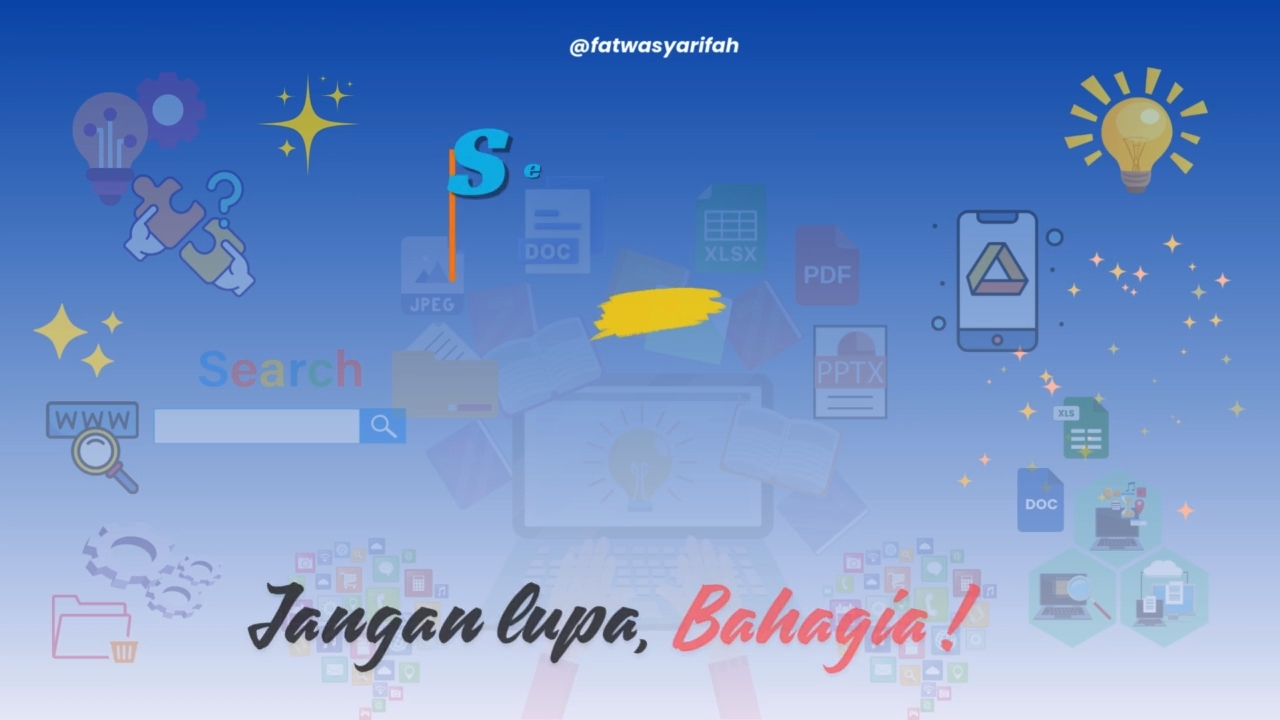 @fatwasyarifah
Se
DOC
XLSX
JPEG
PDF
PPTX
Search
WWW
XLS
DOC
Jangan lupa, Bahagia!